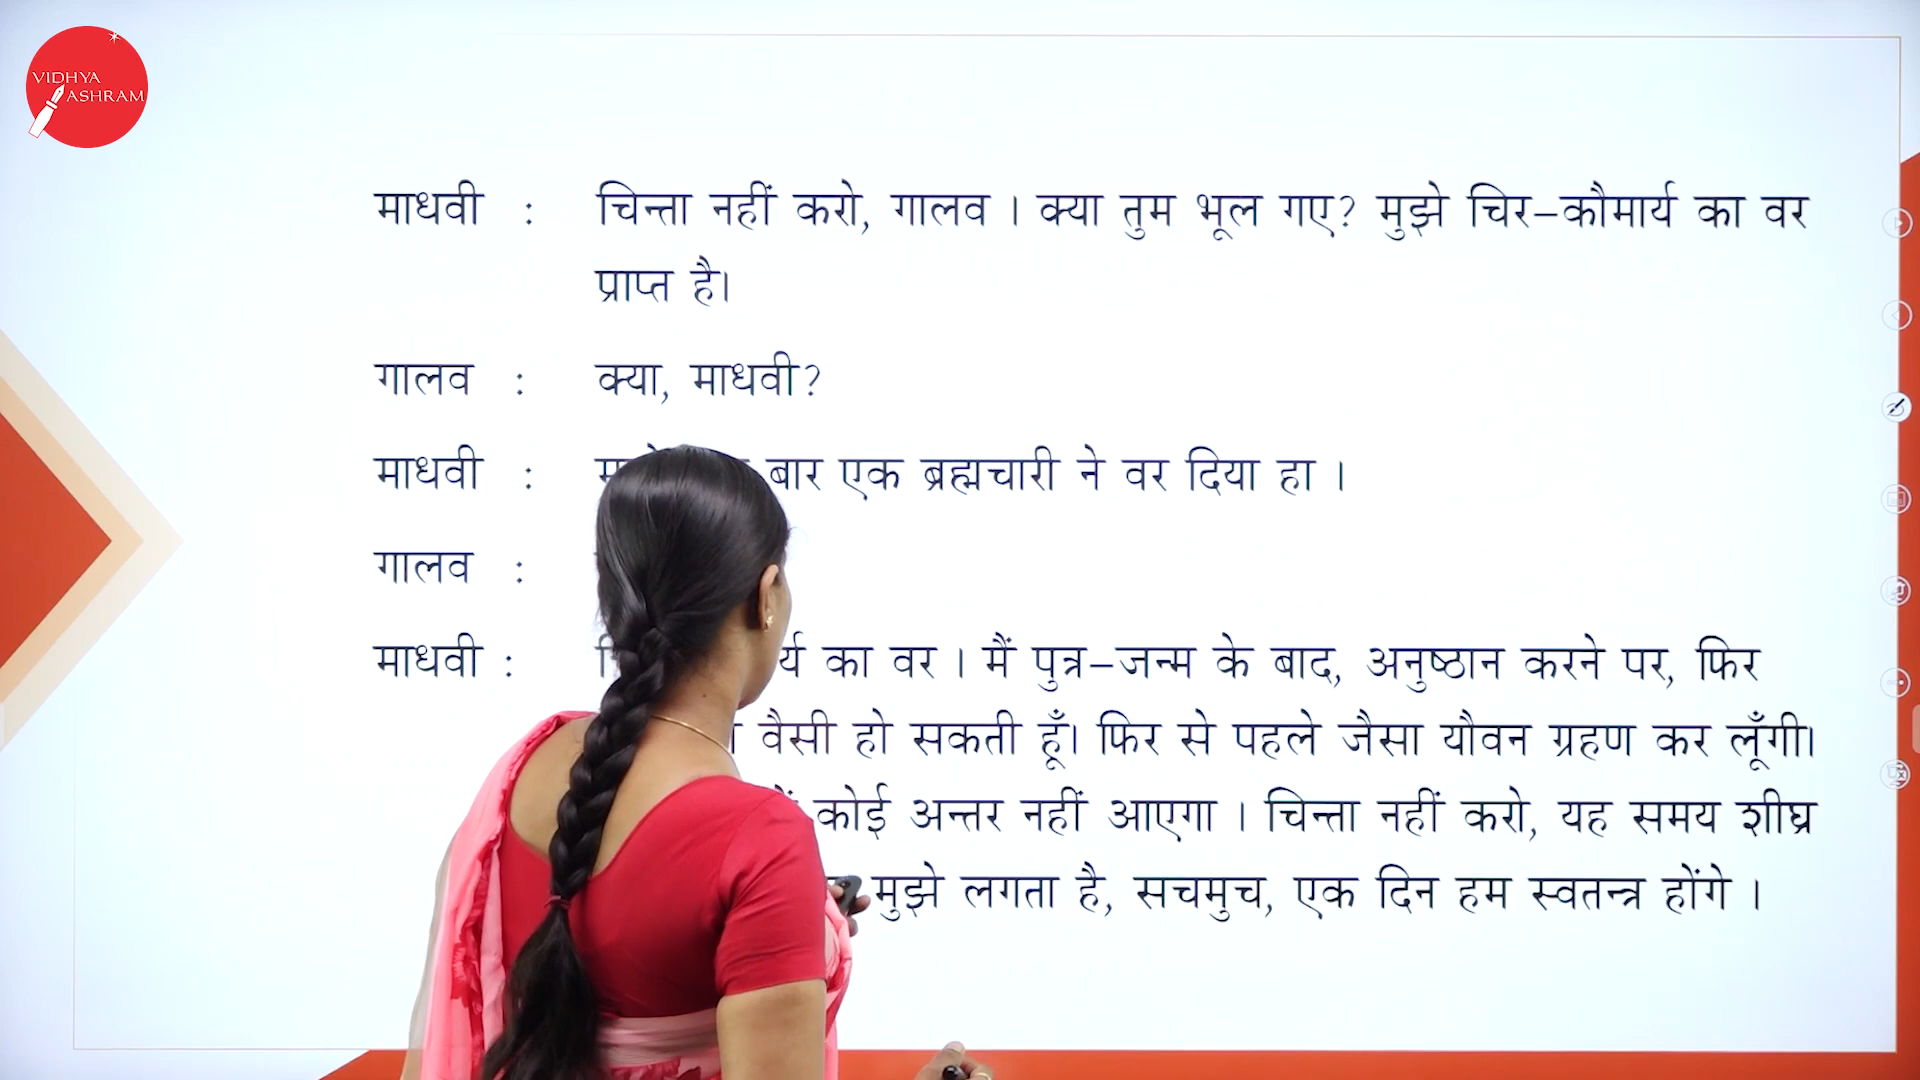 VIDHYA
ASHRAM
माधवी : चिन्ता नहीं करो, गालव । क्या तुम भूल गए? मुझे चिर-कौमार्य का वर
प्राप्त है।
गालव : क्या, माधवी?
माधवी : बार एक ब्रह्मचारी ने वर दिया हा ।
गालव :
माधवी : का वर । मैं पुत्र-जन्म के बाद, अनुष्ठान करने पर, फिर
वैसी हो सकती हूँ। फिर से पहले जैसा यौवन ग्रहण कर लूँगी।
कोई अन्तर नहीं आएगा । चिन्ता नहीं करो, यह समय शीघ्र
मुझे लगता है, सचमुच, एक दिन हम स्वतन्त्र होंगे ।